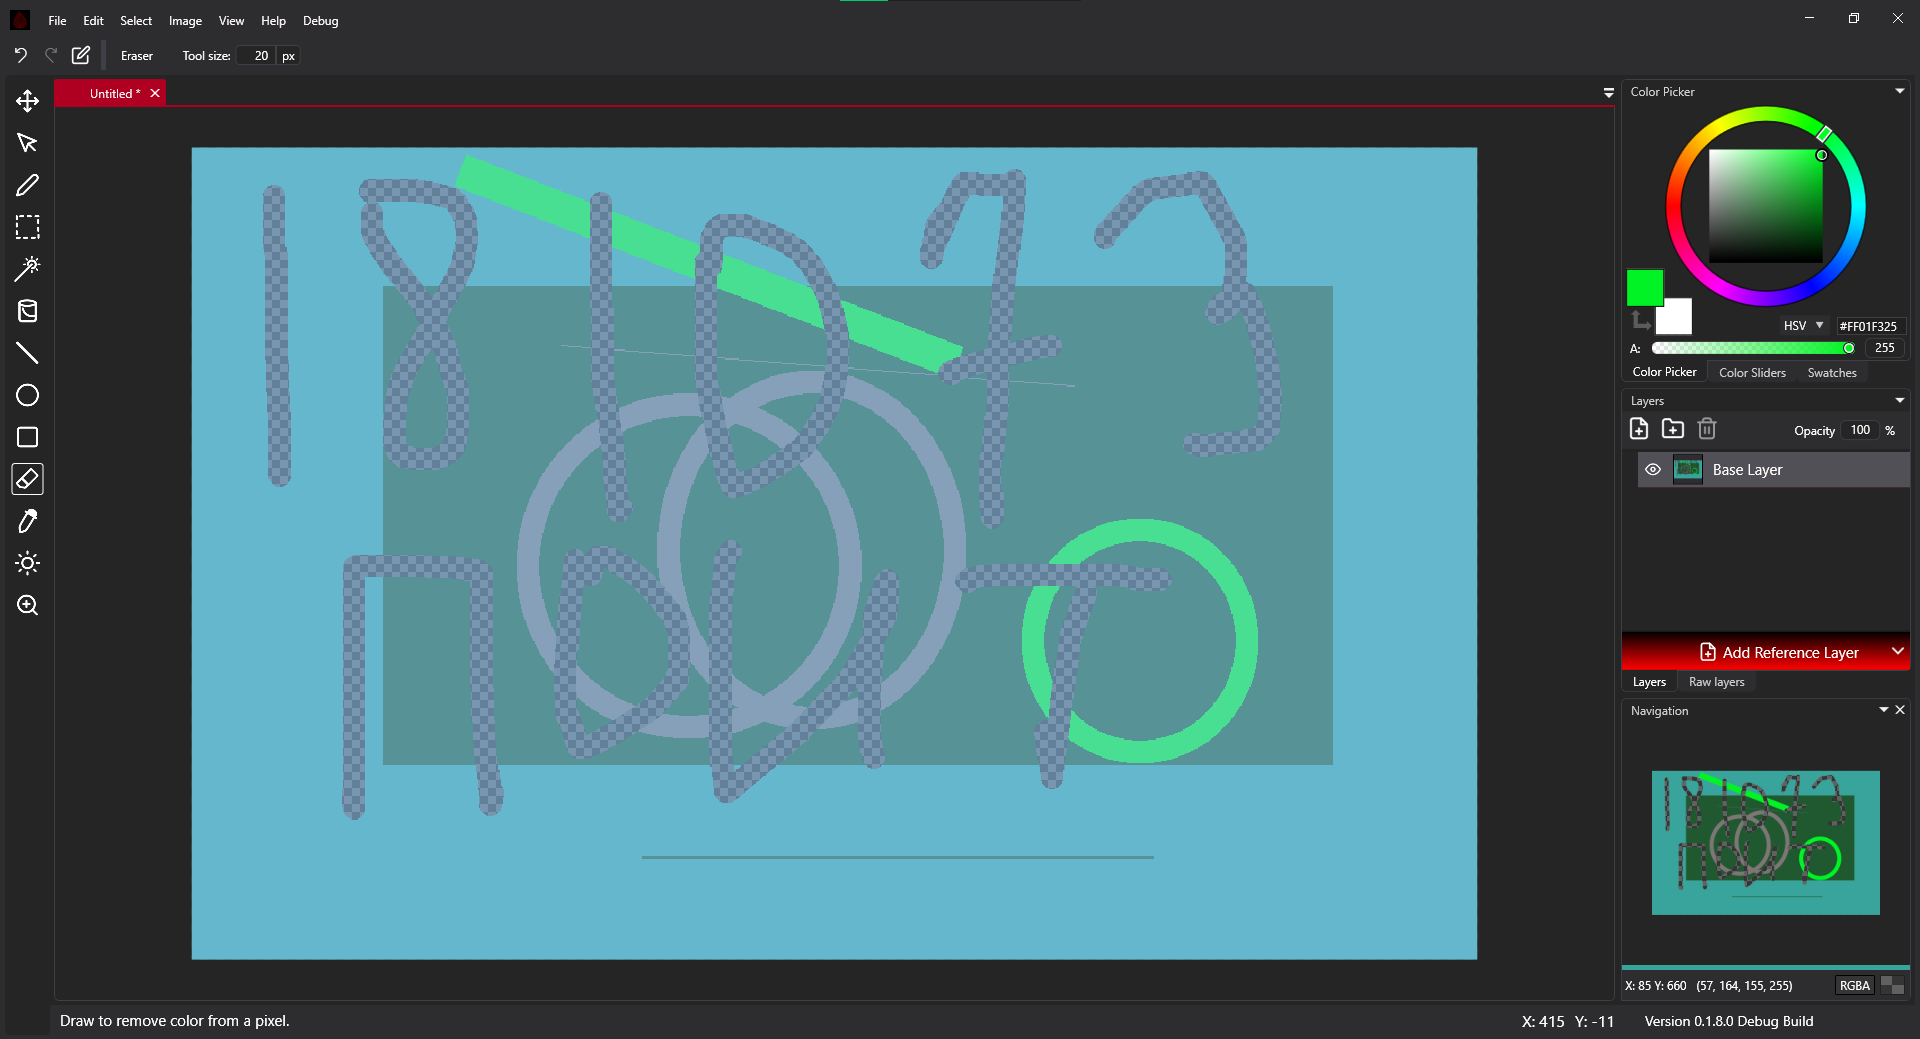 File Edit Select Image View Help Debug
Eraser Tool size: 20 px
Untitled * 
Color Picker
HSV #FF01F325
A: 255
Color Picker Color Sliders Swatches
Layers
Opacity 100 %
Base Layer
Add Reference Layer
Layers Raw layers
Navigation
X: 85 Y: 660 (57, 164, 155, 255) RGBA
Draw to remove color from a pixel.
X: 415 Y: -11 Version 0.1.8.0 Debug Build